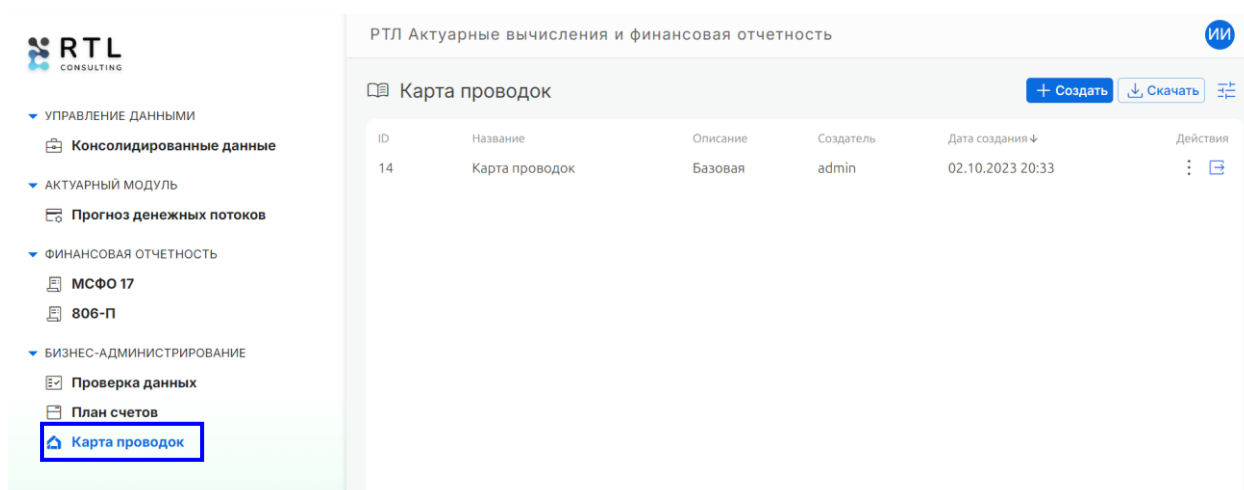 RTL
CONSULTING
РТЛ Актуарные вычисления и финансовая отчетность
ИИ
Карта проводок
Создать
Скачать
УПРАВЛЕНИЕ ДАННЫМИ
Консолидированные данные
АКТУАРНЫЙ МОДУЛЬ
Прогноз денежных потоков
ФИНАНСОВАЯ ОТЧЕТНОСТЬ
МСФО 17
806-П
БИЗНЕС-АДМИНИСТРИРОВАНИЕ
Проверка данных
План счетов
Карта проводок
ID Название Описание Создатель Дата создания Действия
14 Карта проводок Базовая admin 02.10.2023 20:33